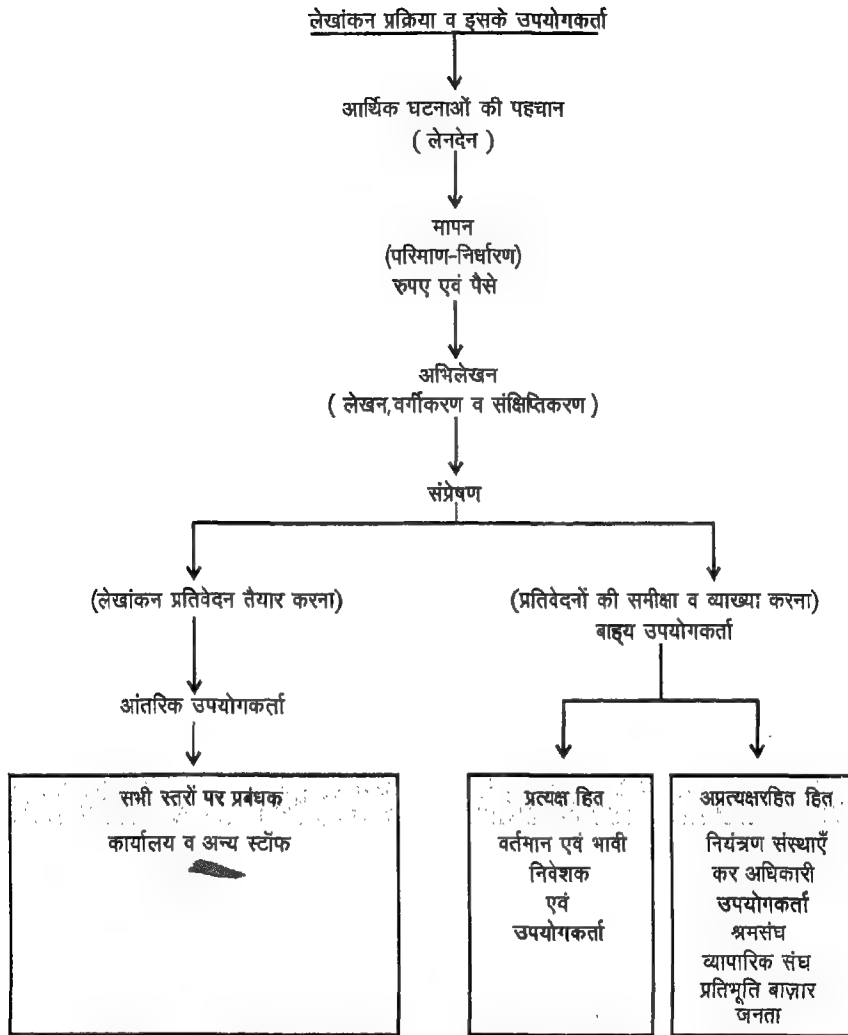 लेखांकन प्रक्रिया व इसके उपयोगकर्ता
आर्थिक घटनाओं की पहचान
( लेनदेन )
मापन
(परिमाण-निर्धारण)
रुपए एवं पैसे
अभिलेखन
( लेखन,वर्गीकरण व संक्षिप्तिकरण )
संप्रेषण
(लेखांकन प्रतिवेदन तैयार करना)
आंतरिक उपयोगकर्ता
सभी स्तरों पर प्रबंधक
कार्यालय व अन्य स्टॉफ
(प्रतिवेदनों की समीक्षा व व्याख्या करना)
बाह्य उपयोगकर्ता
प्रत्यक्ष हित
वर्तमान एवं भावी
निवेशक
एवं
उपयोगकर्ता
अप्रत्यक्षरहित हित
नियंत्रण संस्थाएँ
कर अधिकारी
उपयोगकर्ता
श्रमसंघ
व्यापारिक संघ
प्रतिभूति बाज़ार
जनता